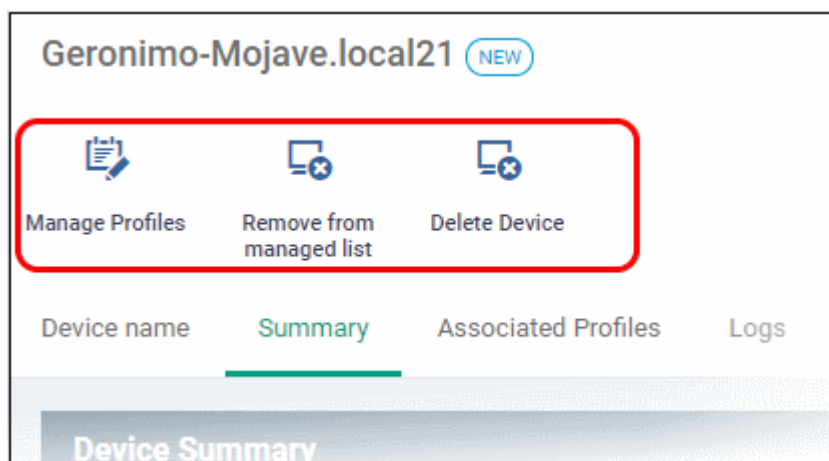 Geronimo-Mojave.local21 NEW
Manage Profiles Remove from managed list Delete Device
Device name Summary Associated Profiles Logs
Device Summary